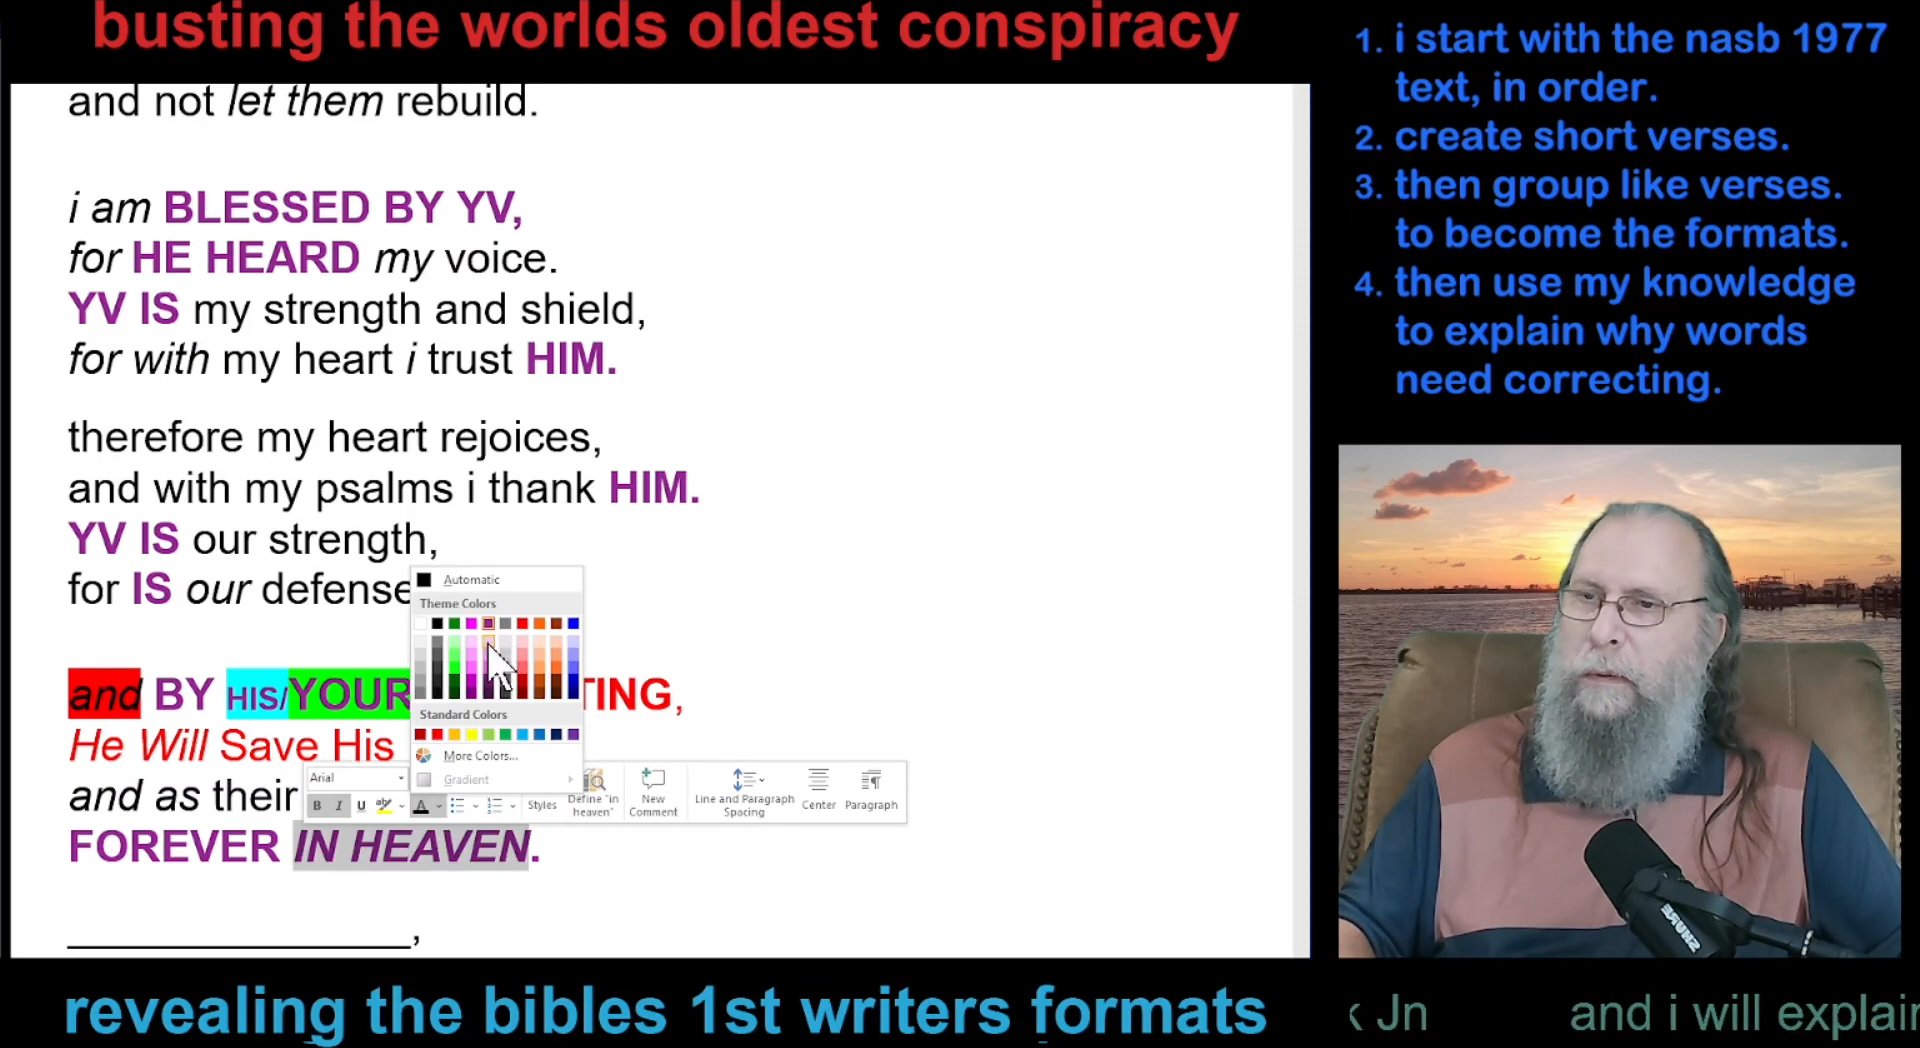 busting the worlds oldest conspiracy
and not let them rebuild.
i am BLESSED BY YV,
for HE HEARD my voice.
YV IS my strength and shield,
for with my heart i trust HIM.
therefore my heart rejoices,
and with my psalms i thank HIM.
YV IS our strength,
for IS our defense
and BY HIS/YOUR TING,
He Will Save His
and as their
FOREVER IN HEAVEN.
_______________,
Automatic
Theme Colors
Standard Colors
More Colors...
Gradient
Arial
B I U A
Styles
Define "in
heaven"
New
Comment
Line and Paragraph
Spacing
Center
Paragraph
1. i start with the nasb 1977
text, in order.
2. create short verses.
3. then group like verses.
to become the formats.
4. then use my knowledge
to explain why words
need correcting.
SHURE
revealing the bibles 1st writers formats
Jn and i will explain